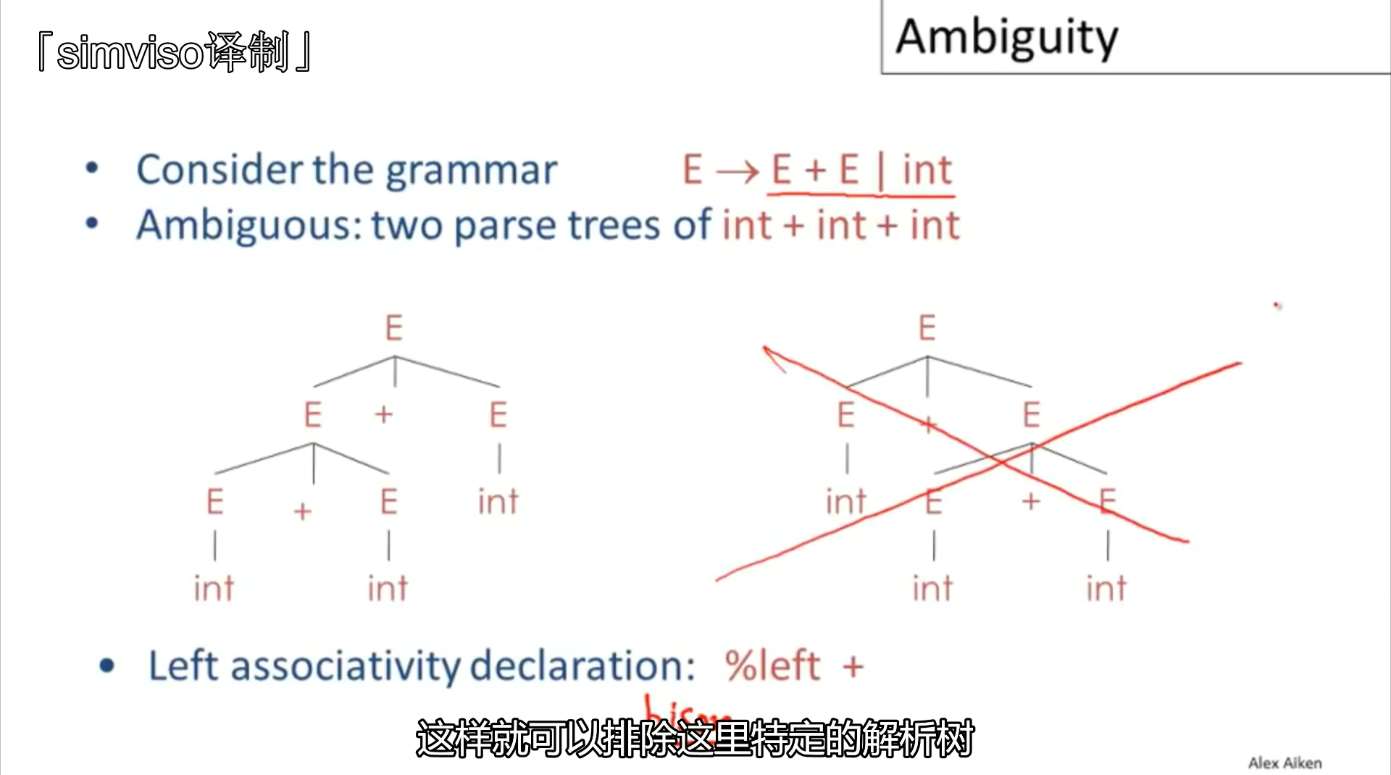 「simviso译制」
Ambiguity
• Consider the grammar E → E + E | int
• Ambiguous: two parse trees of int + int + int
E E
E + E E + E
E + E int int E + E
int int int int
• Left associativity declaration: %left +
这样就可以排除这里特定的解析树
Alex Aiken